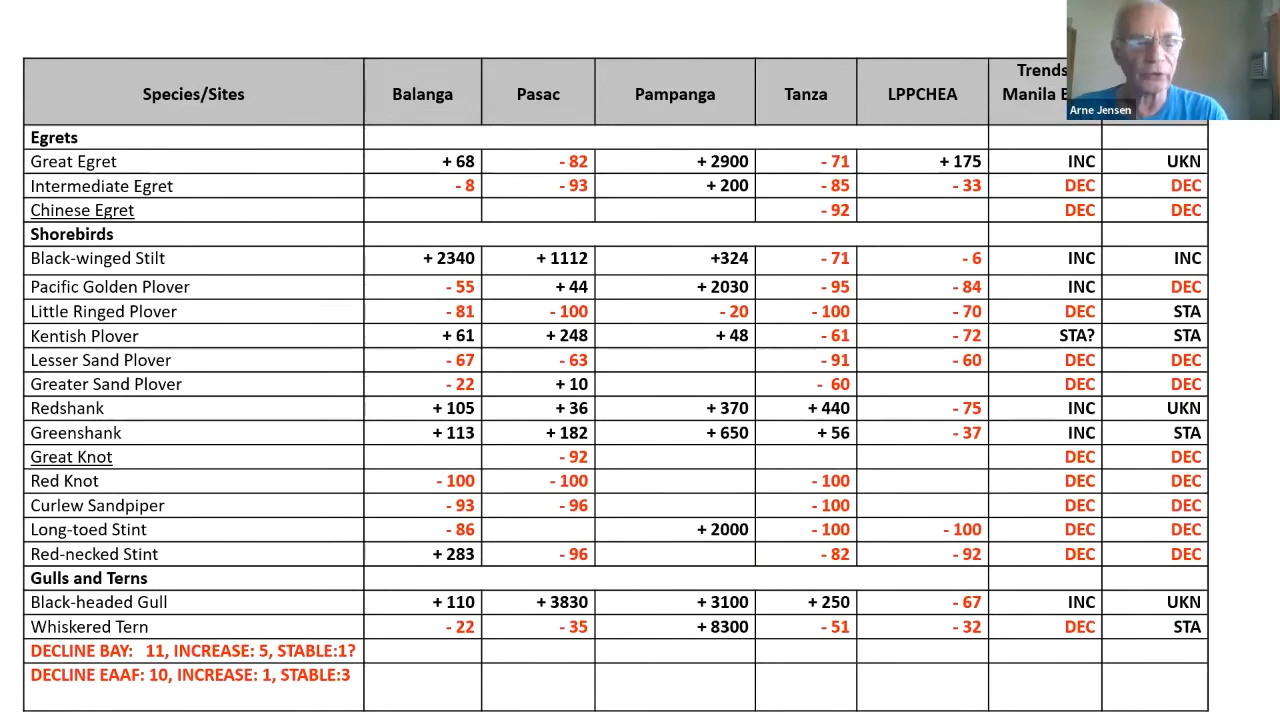 Species/Sites Balanga Pasac Pampanga Tanza LPPCHEA Trends
Manila
Arne Jensen
Egrets
Great Egret + 68 - 82 + 2900 - 71 + 175 INC UKN
Intermediate Egret - 8 - 93 + 200 - 85 - 33 DEC DEC
Chinese Egret - 92 DEC DEC
Shorebirds
Black-winged Stilt + 2340 + 1112 +324 - 71 - 6 INC INC
Pacific Golden Plover - 55 + 44 + 2030 - 95 - 84 INC DEC
Little Ringed Plover - 81 - 100 - 20 - 100 - 70 DEC STA
Kentish Plover + 61 + 248 + 48 - 61 - 72 STA? STA
Lesser Sand Plover - 67 - 63 - 91 - 60 DEC DEC
Greater Sand Plover - 22 + 10 - 60 DEC DEC
Redshank + 105 + 36 + 370 + 440 - 75 INC UKN
Greenshank + 113 + 182 + 650 + 56 - 37 INC STA
Great Knot - 92 DEC DEC
Red Knot - 100 - 100 - 100 DEC DEC
Curlew Sandpiper - 93 - 96 - 100 DEC DEC
Long-toed Stint - 86 + 2000 - 100 - 100 DEC DEC
Red-necked Stint + 283 - 96 - 82 - 92 DEC DEC
Gulls and Terns
Black-headed Gull + 110 + 3830 + 3100 + 250 - 67 INC UKN
Whiskered Tern - 22 - 35 + 8300 - 51 - 32 DEC STA
DECLINE BAY: 11, INCREASE: 5, STABLE:1?
DECLINE EAAF: 10, INCREASE: 1, STABLE:3